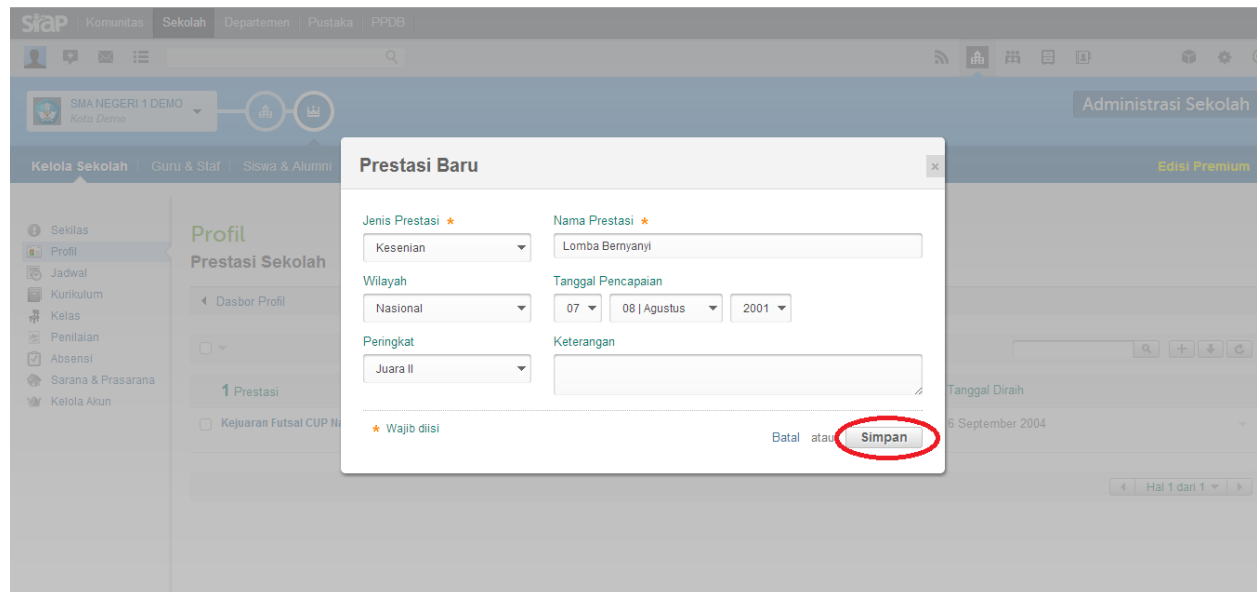 siap Komunitas Sekolah Departemen Pustaka PPDB
SMA NEGERI 1 DEMO
Kota Demo
Administrasi Sekolah
Kelola Sekolah Guru & Staf Siswa & Alumni
Edisi Premium
Sekilas
Profil
Jadwal
Kurikulum
Kelas
Penilaian
Absensi
Sarana & Prasarana
Kelola Akun
Profil
Prestasi Sekolah
Dasbor Profil
1 Prestasi
Tanggal Diraih
Kejuaran Futsal CUP Na
6 September 2004
Hal 1 dari 1
Prestasi Baru
x
Jenis Prestasi * Nama Prestasi *
Kesenian Lomba Bernyanyi
Wilayah Tanggal Pencapaian
Nasional 07 08 | Agustus 2001
Peringkat Keterangan
Juara II
* Wajib diisi
Batal atau Simpan